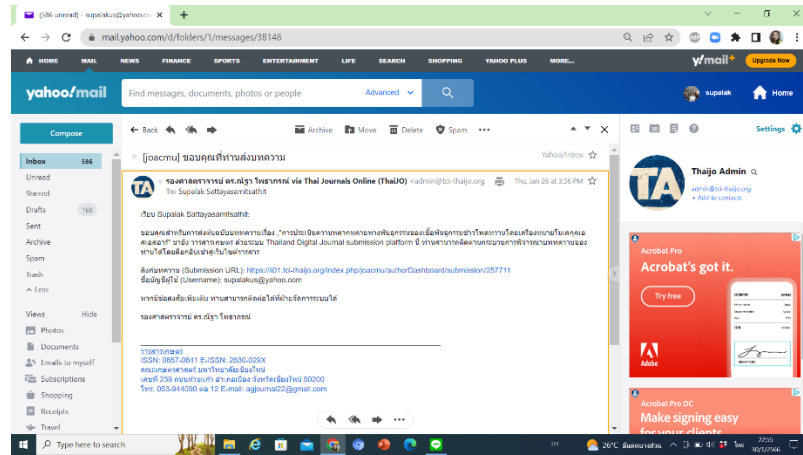 (586 unread) - supalakus@yahoo.co
mail.yahoo.com/d/folders/1/messages/38148
HOME MAIL NEWS FINANCE SPORTS ENTERTAINMENT LIFE SEARCH SHOPPING YAHOO PLUS MORE... y!mail+ Upgrade Now
yahoo!mail Find messages, documents, photos or people Advanced supalak Home
Compose Back Archive Move Delete Spam Settings
Inbox 586
Unread
Starred
Drafts 160
Sent
Archive
Spam
Trash
Less
Views Hide
Photos
Documents
Emails to myself
Subscriptions
Shopping
Receipts
Travel
[joacmu] ขอบคุณที่ท่านส่งบทความ Yahoo/Inbox
TA รองศาสตราจารย์ ดร.ณัฐา โพธาภรณ์ via Thai Journals Online (ThaiJO) <admin@tci-thaijo.org Thu, Jan 26 at 3:36 PM
To: Supalak Sattayasamitsathit
เรียน Supalak Sattayasamitsathit:
ขอบคุณสำหรับการส่งต้นฉบับบทความเรื่อง ,"การประเมินความหลากหลายทางพันธุกรรมของเชื้อพันธุกรรมข้าวโพดหวานโดยเครื่องหมายโมเลกุลเอ
สเอสอาร์" มายัง วารสารเกษตร ด้วยระบบ Thailand Digital Journal submission platform นี้ ท่านสามารถติดตามกระบวนการพิจารณาบทความของ
ท่านได้โดยล็อกอินเข้าสู่เว็บไซต์วารสาร
ลิงก์บทความ (Submission URL): https://li01.tci-thaijo.org/index.php/joacmu/authorDashboard/submission/257711
ชื่อบัญชีผู้ใช้ (Username): supalakus@yahoo.com
หากมีข้อสงสัยเพิ่มเติม ท่านสามารถติดต่อได้ที่ผู้จัดการระบบได้
รองศาสตราจารย์ ดร.ณัฐา โพธาภรณ์
วารสารเกษตร
ISSN: 0857-0841 E-ISSN: 2630-029X
คณะเกษตรศาสตร์ มหาวิทยาลัยเชียงใหม่
เลขที่ 239 ถนนห้วยแก้ว อำเภอเมือง จังหวัดเชียงใหม่ 50200
โทร. 053-944090 ต่อ 12 E-mail: agjournal22@gmail.com
TA Thaijo Admin
admin@tci-thaijo.org
+ Add to contacts
Acrobat Pro
Acrobat's got it.
Try free
Adobe
Acrobat Pro DC
Make signing easy
for your clients.
Type here to search TH 26°C ฝนตกบางส่วน ไทย 22:55
30/1/2566